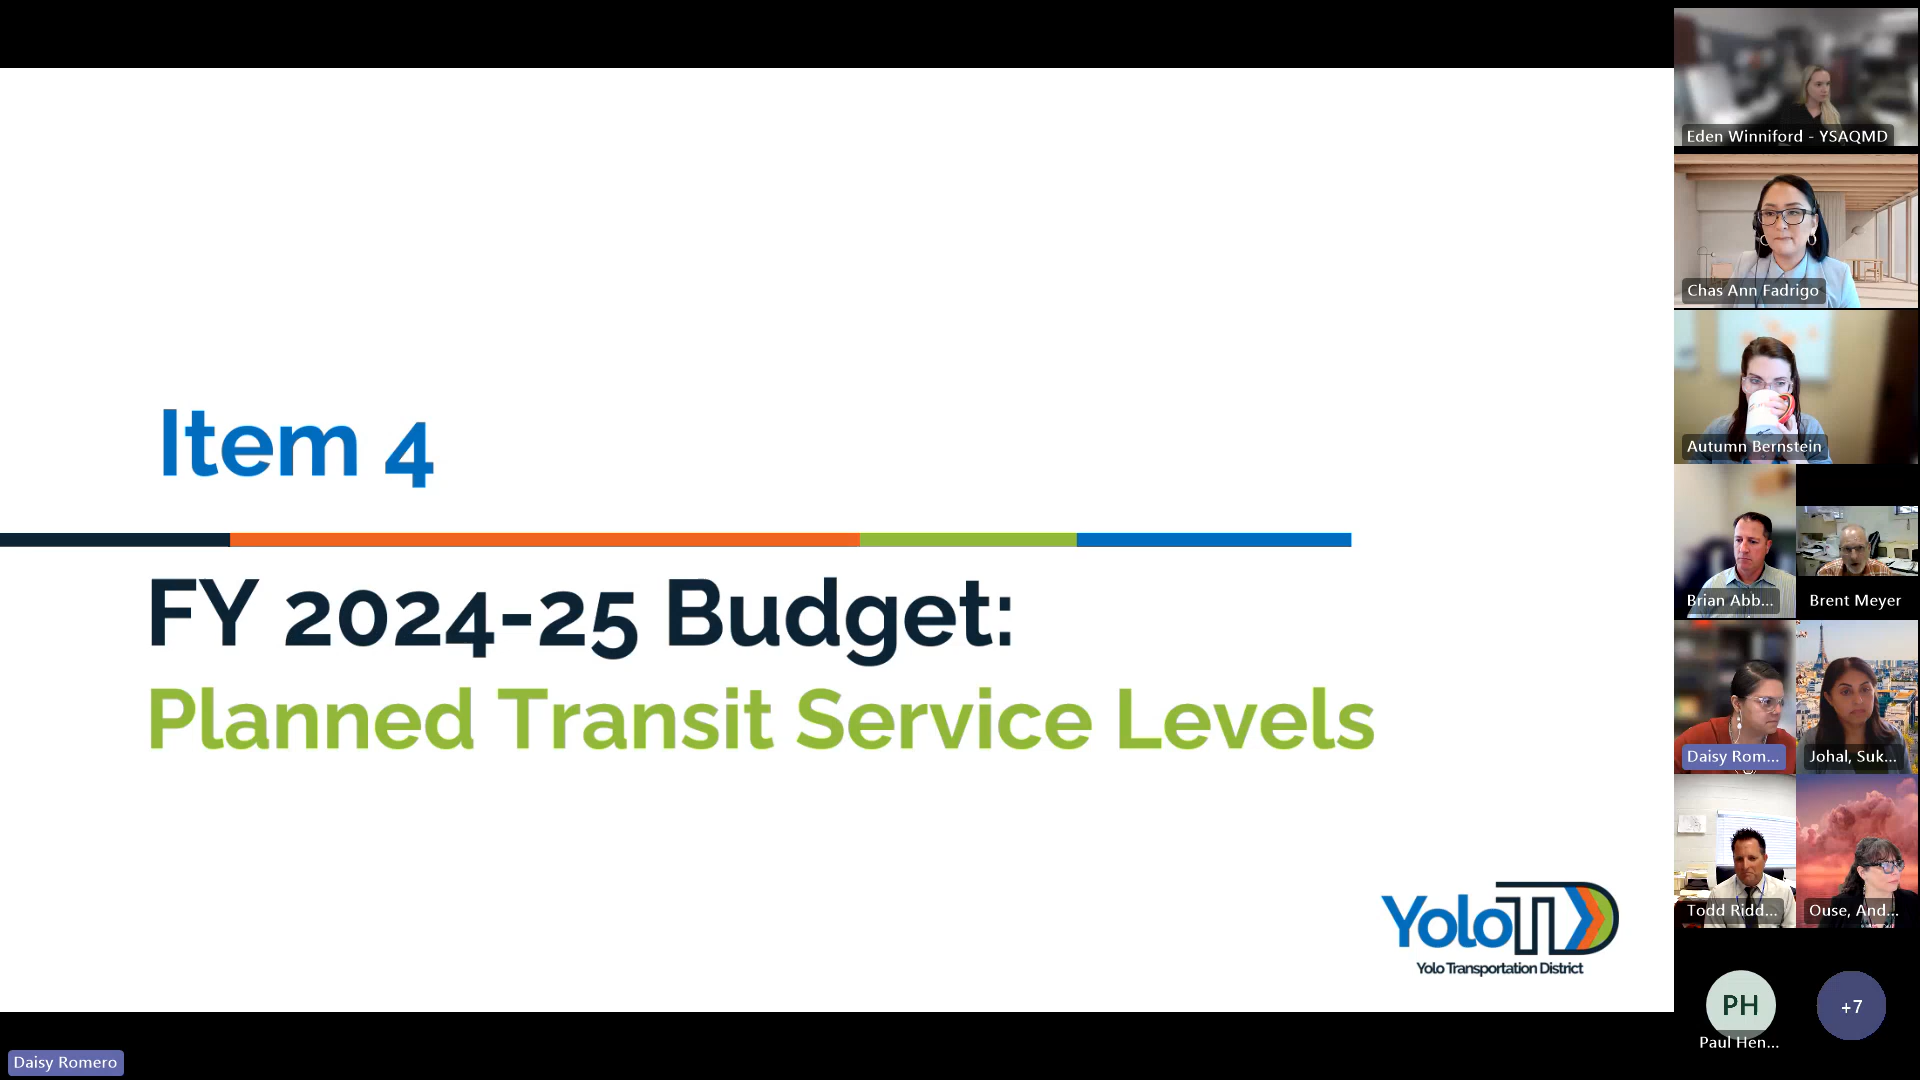 Item 4
FY 2024-25 Budget:
Planned Transit Service Levels
YoloTD
Yolo Transportation District
Daisy Romero
Eden Winniford - YSAQMD
Chas Ann Fadrigo
Autumn Bernstein
Brian Abb...
Brent Meyer
Daisy Rom...
Johal, Suk...
Todd Ridd...
Ouse, And...
PH
Paul Hen...
+7